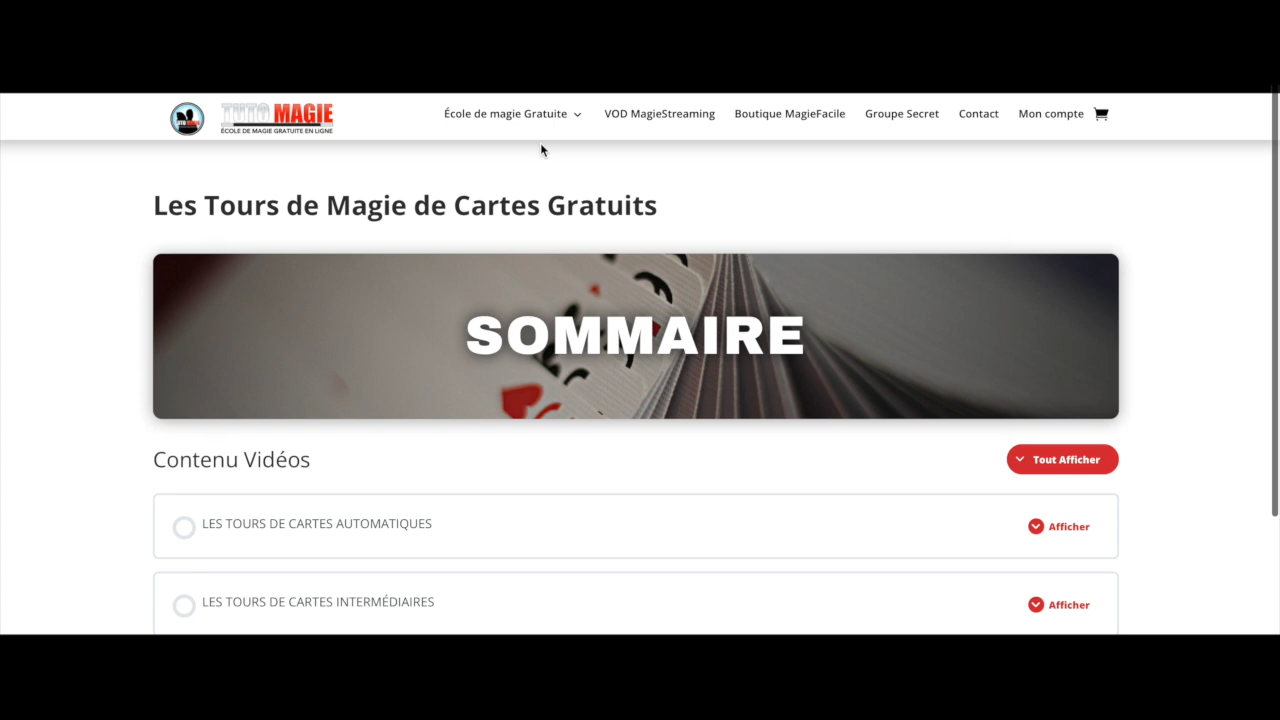 TUTO MAGIE
ÉCOLE DE MAGIE GRATUITE EN LIGNE
École de magie Gratuite
VOD MagieStreaming
Boutique MagieFacile
Groupe Secret
Contact
Mon compte
Les Tours de Magie de Cartes Gratuits
SOMMAIRE
Contenu Vidéos
Tout Afficher
LES TOURS DE CARTES AUTOMATIQUES
Afficher
LES TOURS DE CARTES INTERMÉDIAIRES
Afficher